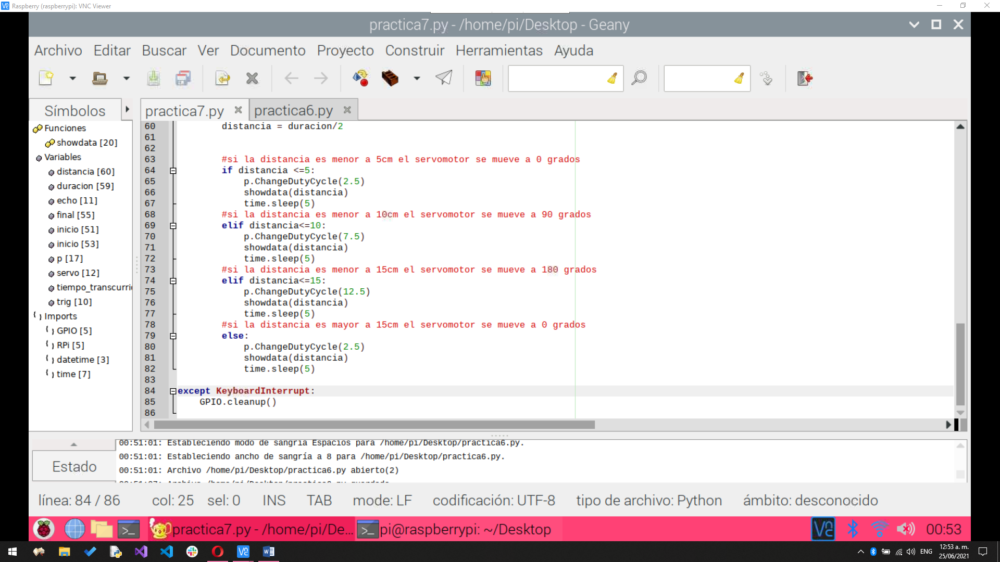 Raspberry (raspberrypi): VNC Viewer
practica7.py - /home/pi/Desktop - Geany
Archivo Editar Buscar Ver Documento Proyecto Construir Herramientas Ayuda
Símbolos
practica7.py
practica6.py
Funciones
showdata [20]
Variables
distancia [60]
duracion [59]
echo [11]
final [55]
inicio [51]
inicio [53]
p [17]
servo [12]
tiempo_transcurri
trig [10]
Imports
GPIO [5]
RPi [5]
datetime [3]
time [7]
60 distancia = duracion/2
61
62
63 #si la distancia es menor a 5cm el servomotor se mueve a 0 grados
64 if distancia <=5:
65 p.ChangeDutyCycle(2.5)
66 showdata(distancia)
67 time.sleep(5)
68 #si la distancia es menor a 10cm el servomotor se mueve a 90 grados
69 elif distancia<=10:
70 p.ChangeDutyCycle(7.5)
71 showdata(distancia)
72 time.sleep(5)
73 #si la distancia es menor a 15cm el servomotor se mueve a 180 grados
74 elif distancia<=15:
75 p.ChangeDutyCycle(12.5)
76 showdata(distancia)
77 time.sleep(5)
78 #si la distancia es mayor a 15cm el servomotor se mueve a 0 grados
79 else:
80 p.ChangeDutyCycle(2.5)
81 showdata(distancia)
82 time.sleep(5)
83
84 except KeyboardInterrupt:
85 GPIO.cleanup()
86
Estado
00:51:01: Estableciendo modo de sangría Espacios para /home/pi/Desktop/practica6.py.
00:51:01: Estableciendo ancho de sangría a 8 para /home/pi/Desktop/practica6.py.
00:51:01: Archivo /home/pi/Desktop/practica6.py abierto(2)
línea: 84 / 86 col: 25 sel: 0 INS TAB mode: LF codificación: UTF-8 tipo de archivo: Python ámbito: desconocido
practica7.py - /home/pi/De...
pi@raspberrypi: ~/Desktop
00:53
ENG
12:53 a. m.
25/06/2021